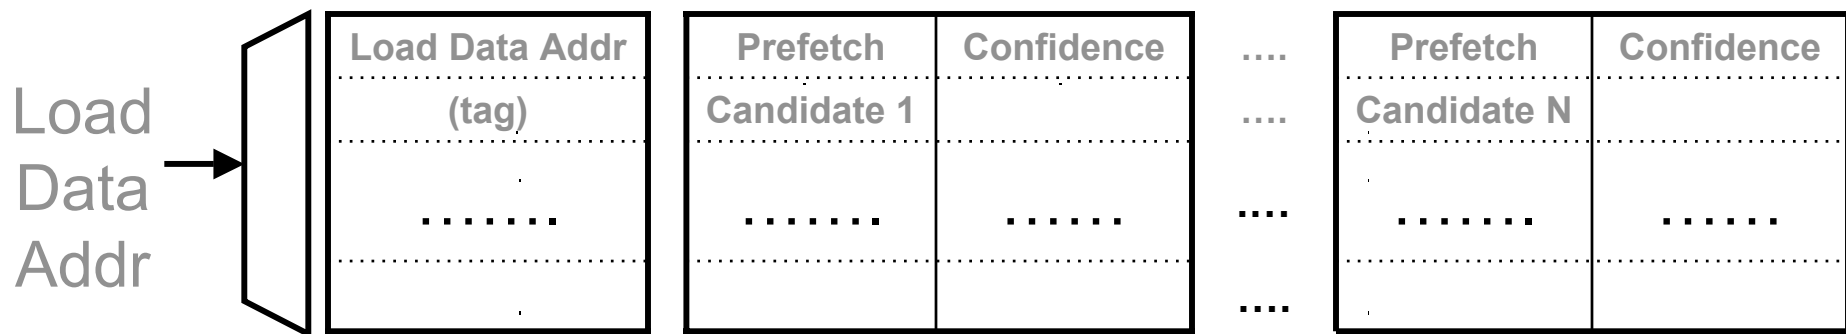 Load Data Addr
Load Data Addr Prefetch Confidence .... Prefetch Confidence
(tag) Candidate 1 .... Candidate N
....... ....... ...... .... ....... ......
....